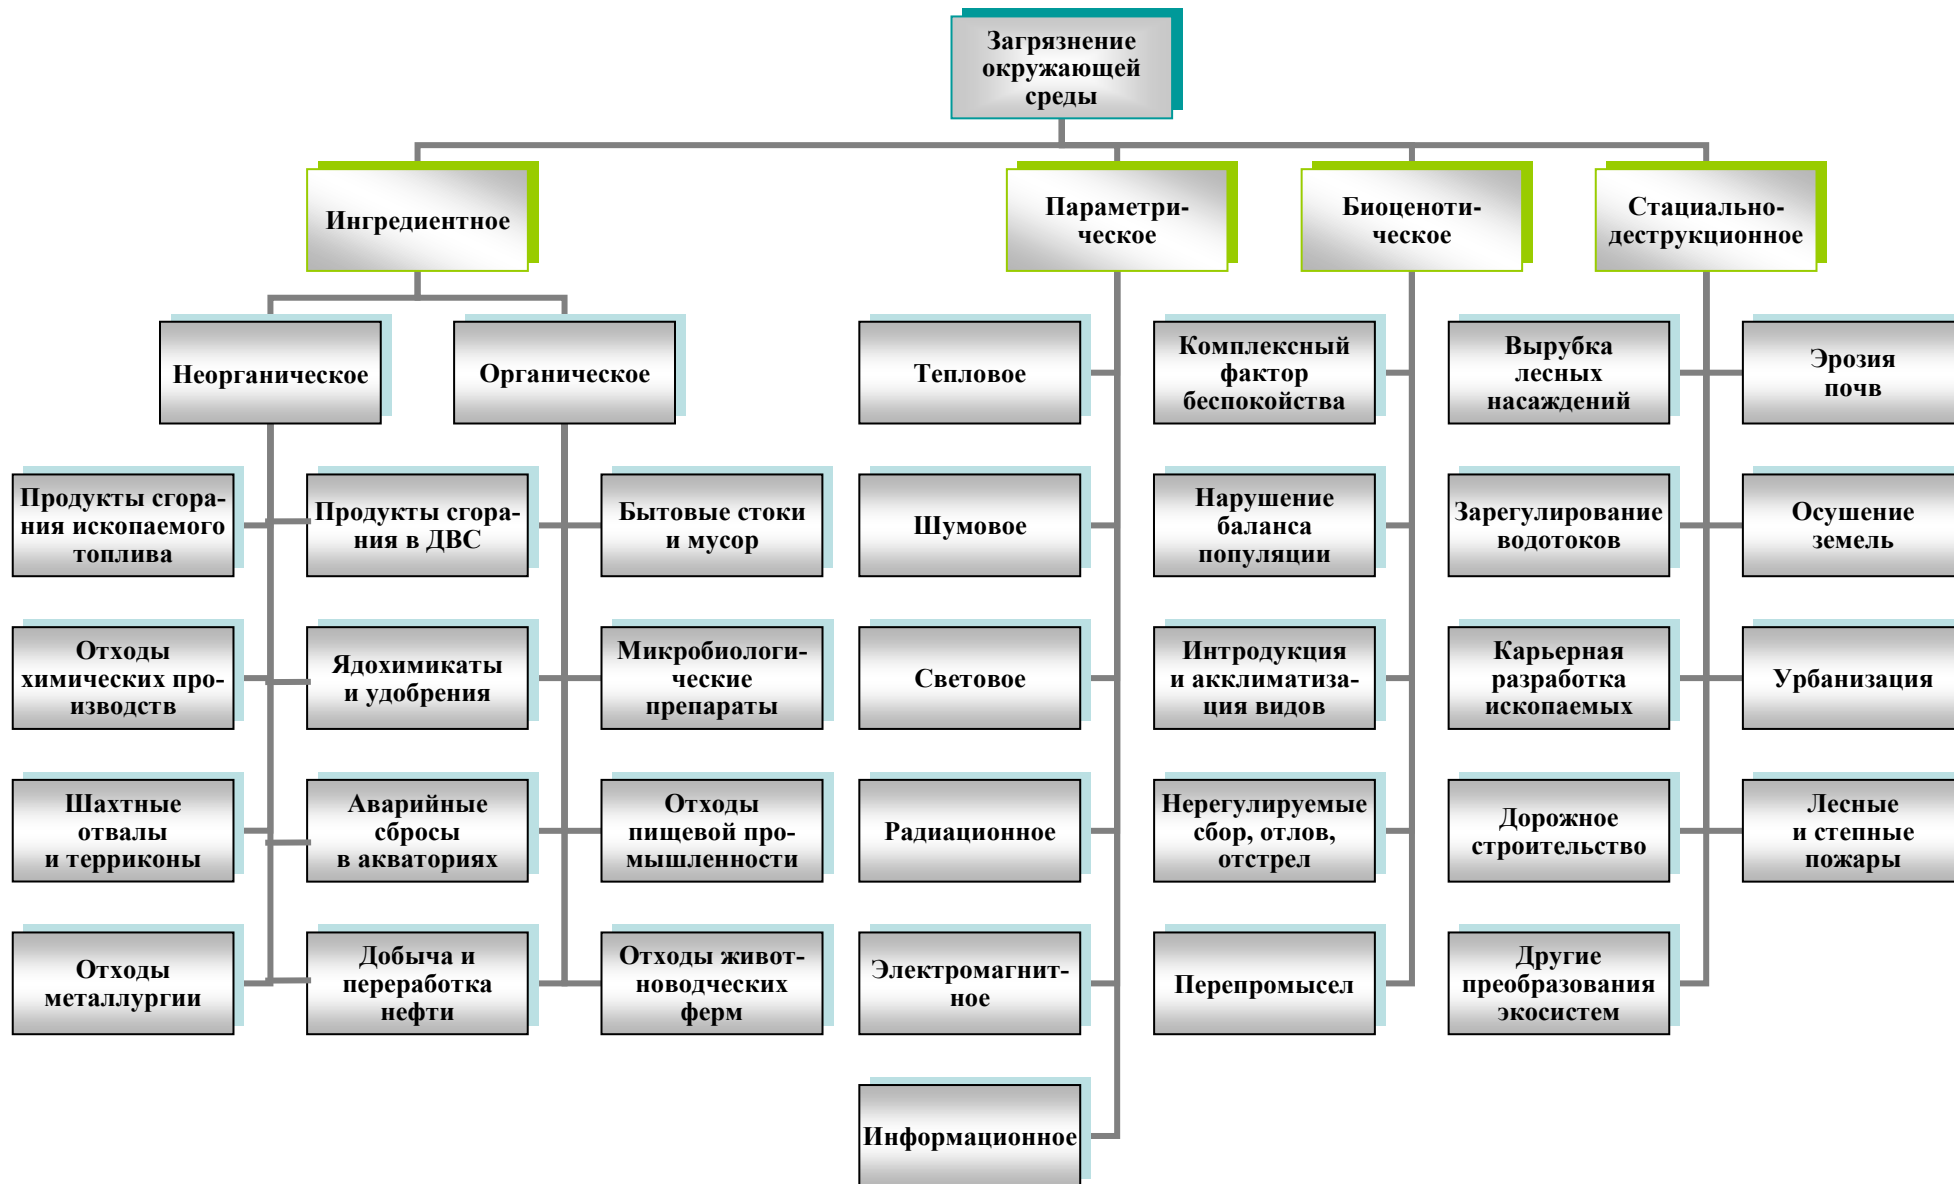 Загрязнение
окружающей
среды
Ингредиентное
Параметри-
ческое
Биоценоти-
ческое
Стациально-
деструкционное
Неорганическое
Органическое
Тепловое
Комплексный
фактор
беспокойства
Вырубка
лесных
насаждений
Эрозия
почв
Продукты сгора-
ния ископаемого
топлива
Продукты сгора-
ния в ДВС
Бытовые стоки
и мусор
Шумовое
Нарушение
баланса
популяции
Зарегулирование
водотоков
Осушение
земель
Отходы
химических про-
изводств
Ядохимикаты
и удобрения
Микробиологи-
ческие
препараты
Световое
Интродукция
и акклиматиза-
ция видов
Карьерная
разработка
ископаемых
Урбанизация
Шахтные
отвалы
и терриконы
Аварийные
сбросы
в акваториях
Отходы
пищевой про-
мышленности
Радиационное
Нерегулируемые
сбор, отлов,
отстрел
Дорожное
строительство
Лесные
и степные
пожары
Отходы
металлургии
Добыча и
переработка
нефти
Отходы живот-
новодческих
ферм
Электромагнит-
ное
Перепромысел
Другие
преобразования
экосистем
Информационное